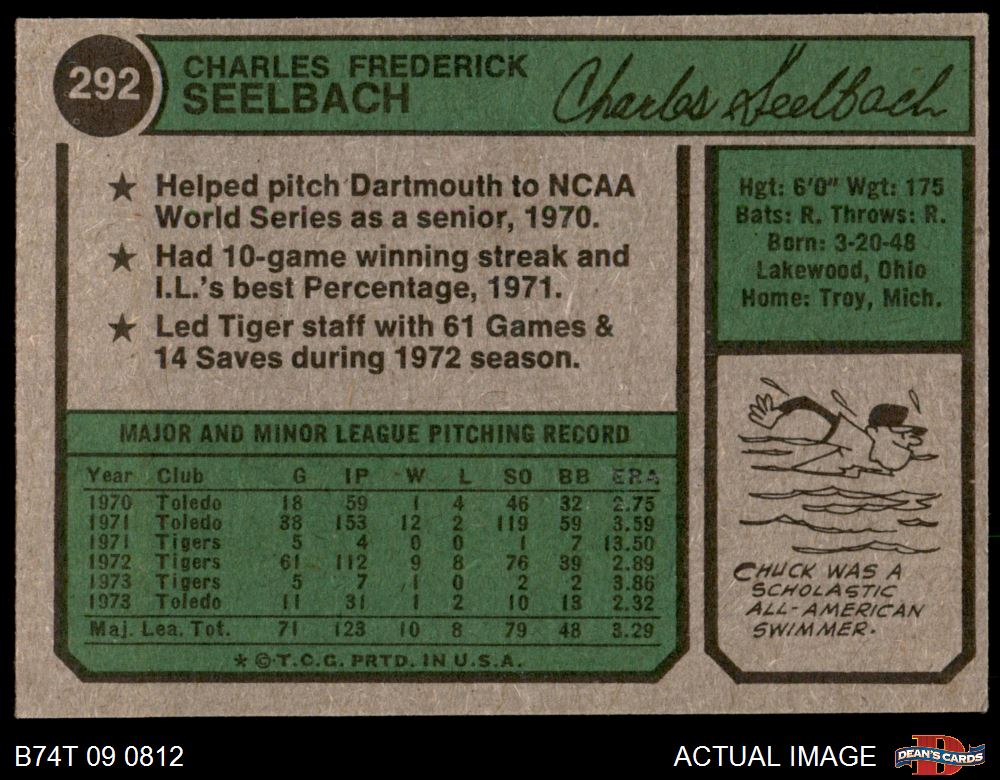 292
CHARLES FREDERICK
SEELBACH
Charles Seelbach
★ Helped pitch Dartmouth to NCAA
World Series as a senior, 1970.
★ Had 10-game winning streak and
I.L.'s best Percentage, 1971.
★ Led Tiger staff with 61 Games &
14 Saves during 1972 season.
Hgt: 6'0" Wgt: 175
Bats: R. Throws: R.
Born: 3-20-48
Lakewood, Ohio
Home: Troy, Mich.
MAJOR AND MINOR LEAGUE PITCHING RECORD
Year Club G IP W L SO BB ERA
1970 Toledo 18 59 1 4 46 32 2.75
1971 Toledo 38 153 12 2 119 59 3.59
1971 Tigers 5 4 0 0 1 7 13.50
1972 Tigers 61 112 9 8 76 39 2.89
1973 Tigers 5 7 1 0 2 2 3.86
1973 Toledo 11 31 1 2 10 13 2.32
Maj. Lea. Tot. 71 123 10 8 79 48 3.29
* © T.C.G. PRTD. IN U.S.A.
CHUCK WAS A
SCHOLASTIC
ALL-AMERICAN
SWIMMER.
B74T 09 0812
ACTUAL IMAGE
DEAN'S CARDS